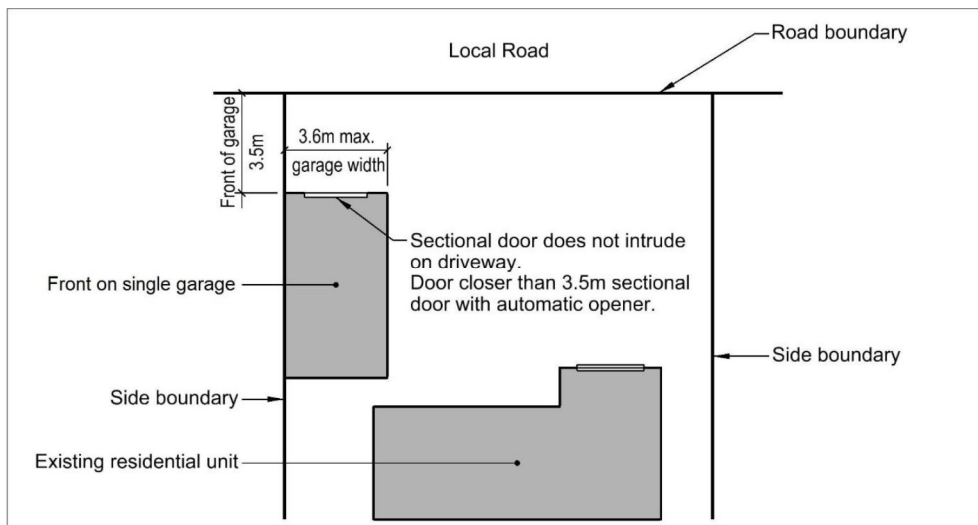 Local Road
Road boundary
Front of garage
3.5m
3.6m max.
garage width
Sectional door does not intrude
on driveway.
Door closer than 3.5m sectional
door with automatic opener.
Front on single garage
Side boundary
Side boundary
Existing residential unit